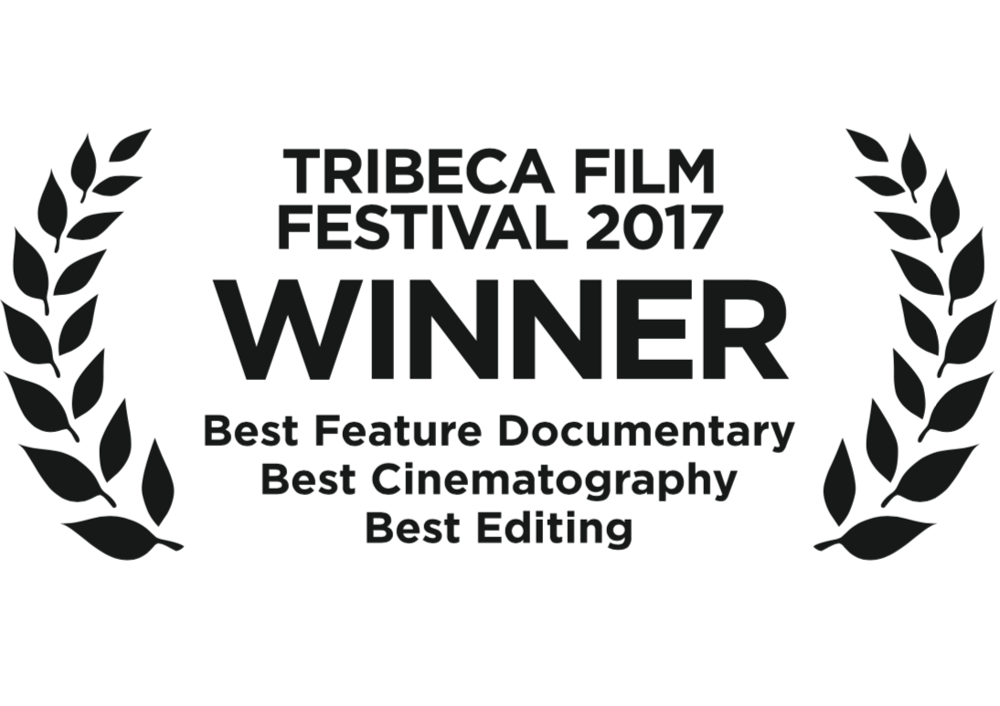 TRIBECA FILM
FESTIVAL 2017
WINNER
Best Feature Documentary
Best Cinematography
Best Editing